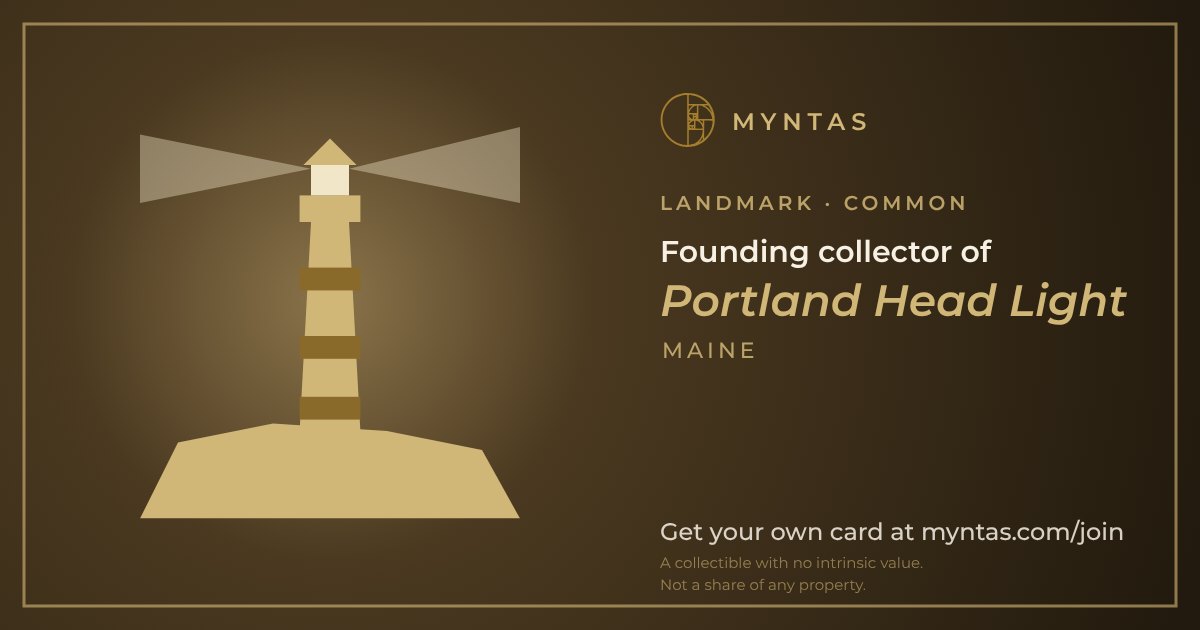 MYNTAS
LANDMARK · COMMON
Founding collector of
Portland Head Light
MAINE
Get your own card at myntas.com/join
A collectible with no intrinsic value.
Not a share of any property.